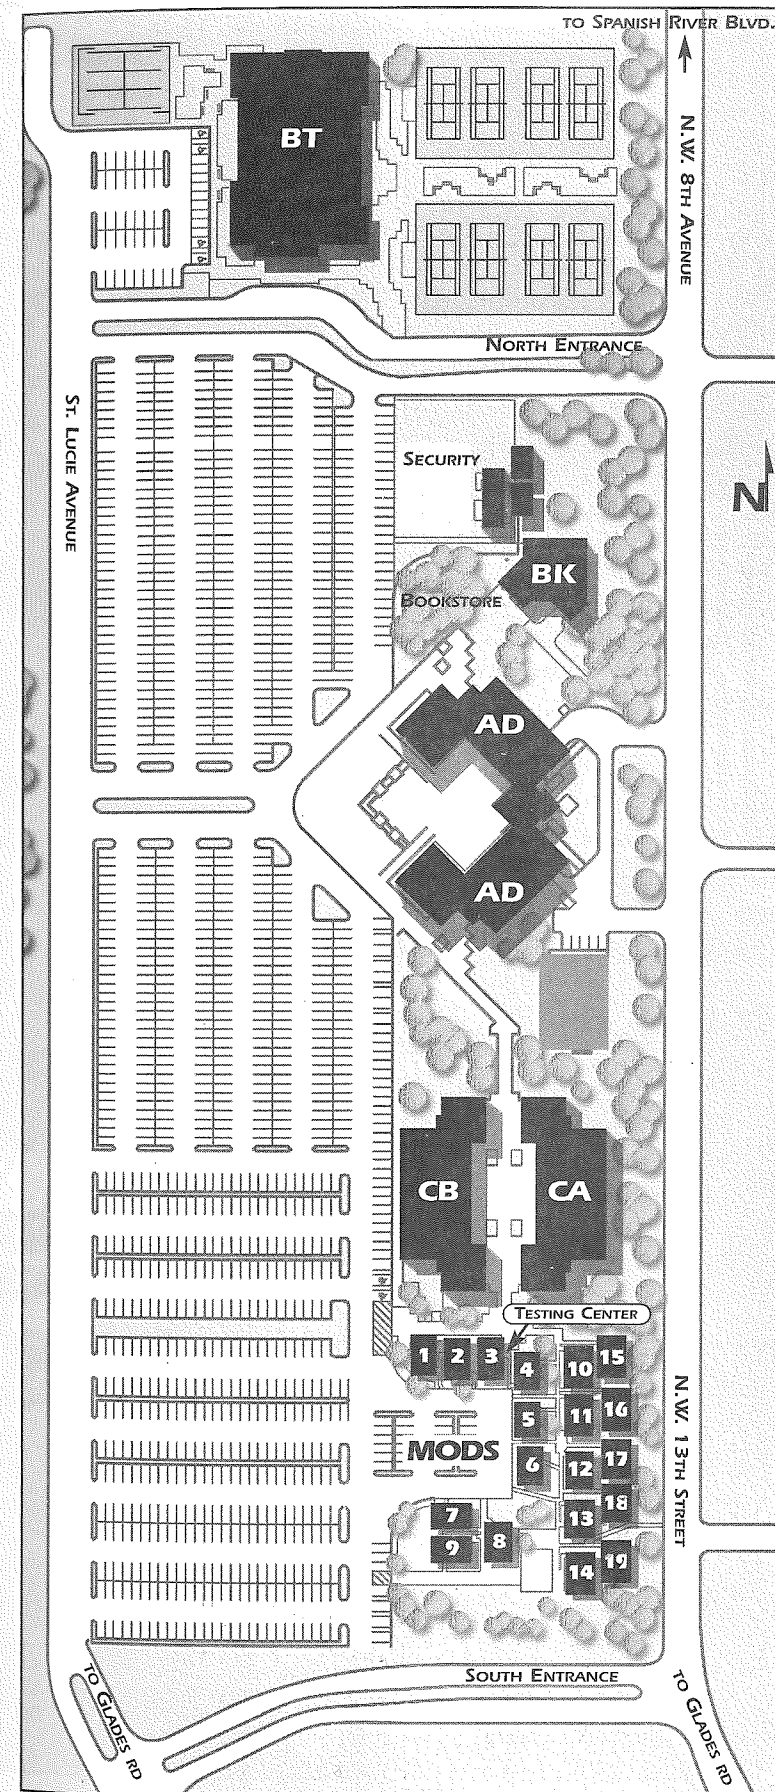 TO SPANISH RIVER BLVD.
BT
N.W. 8TH AVENUE
NORTH ENTRANCE
ST. LUCIE AVENUE
SECURITY
N
BK
BOOKSTORE
AD
AD
CB
CA
TESTING CENTER
1
2
3
4
10
15
5
11
16
MODS
6
12
17
7
13
18
9
8
14
19
N.W. 13TH STREET
SOUTH ENTRANCE
TO GLADES RD
TO GLADES RD